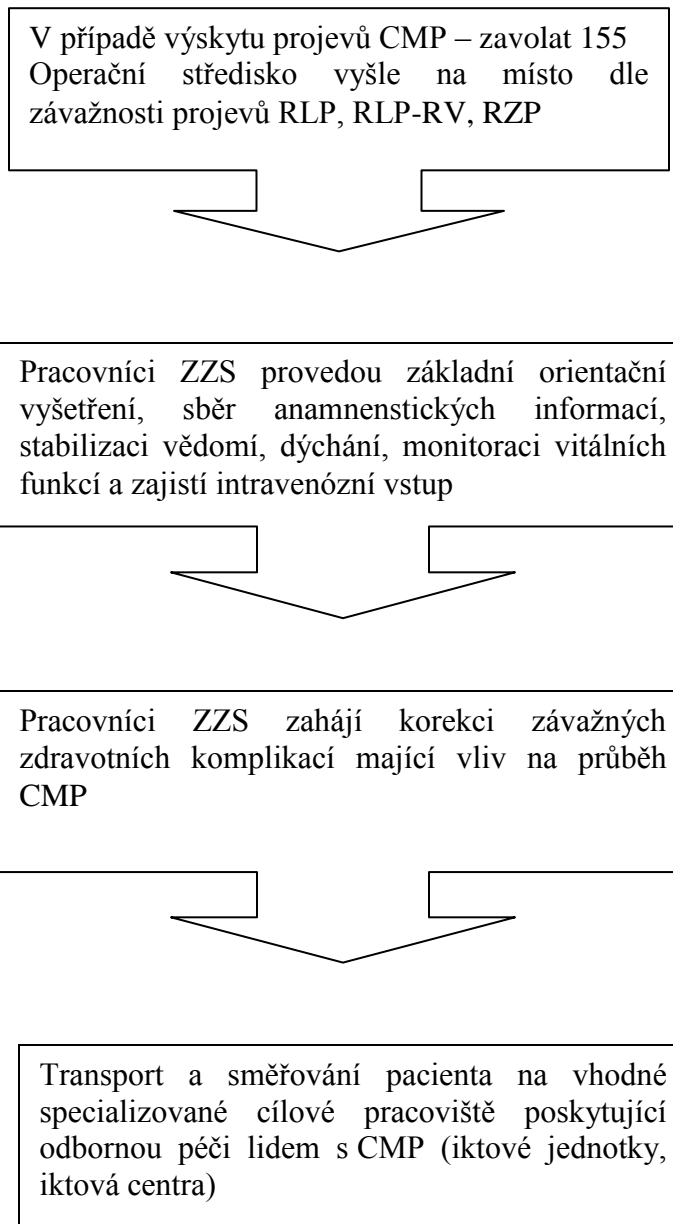 V případě výskytu projevů CMP – zavolat 155
Operační středisko vyšle na místo dle
závažnosti projevů RLP, RLP-RV, RZP
Pracovníci ZZS provedou základní orientační
vyšetření, sběr anamnenstických informací,
stabilizaci vědomí, dýchání, monitoraci vitálních
funkcí a zajistí intravenózní vstup
Pracovníci ZZS zahájí korekci závažných
zdravotních komplikací mající vliv na průběh
CMP
Transport a směřování pacienta na vhodné
specializované cílové pracoviště poskytující
odbornou péči lidem s CMP (iktové jednotky,
iktová centra)